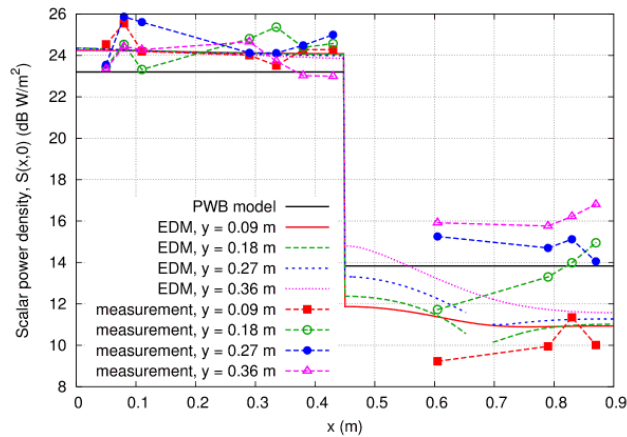 Scalar power density, S(x,0) (dB W/m²)
26
24
22
20
18
16
14
12
10
8
PWB model
EDM, y = 0.09 m
EDM, y = 0.18 m
EDM, y = 0.27 m
EDM, y = 0.36 m
measurement, y = 0.09 m
measurement, y = 0.18 m
measurement, y = 0.27 m
measurement, y = 0.36 m
0 0.1 0.2 0.3 0.4 0.5 0.6 0.7 0.8 0.9
x (m)